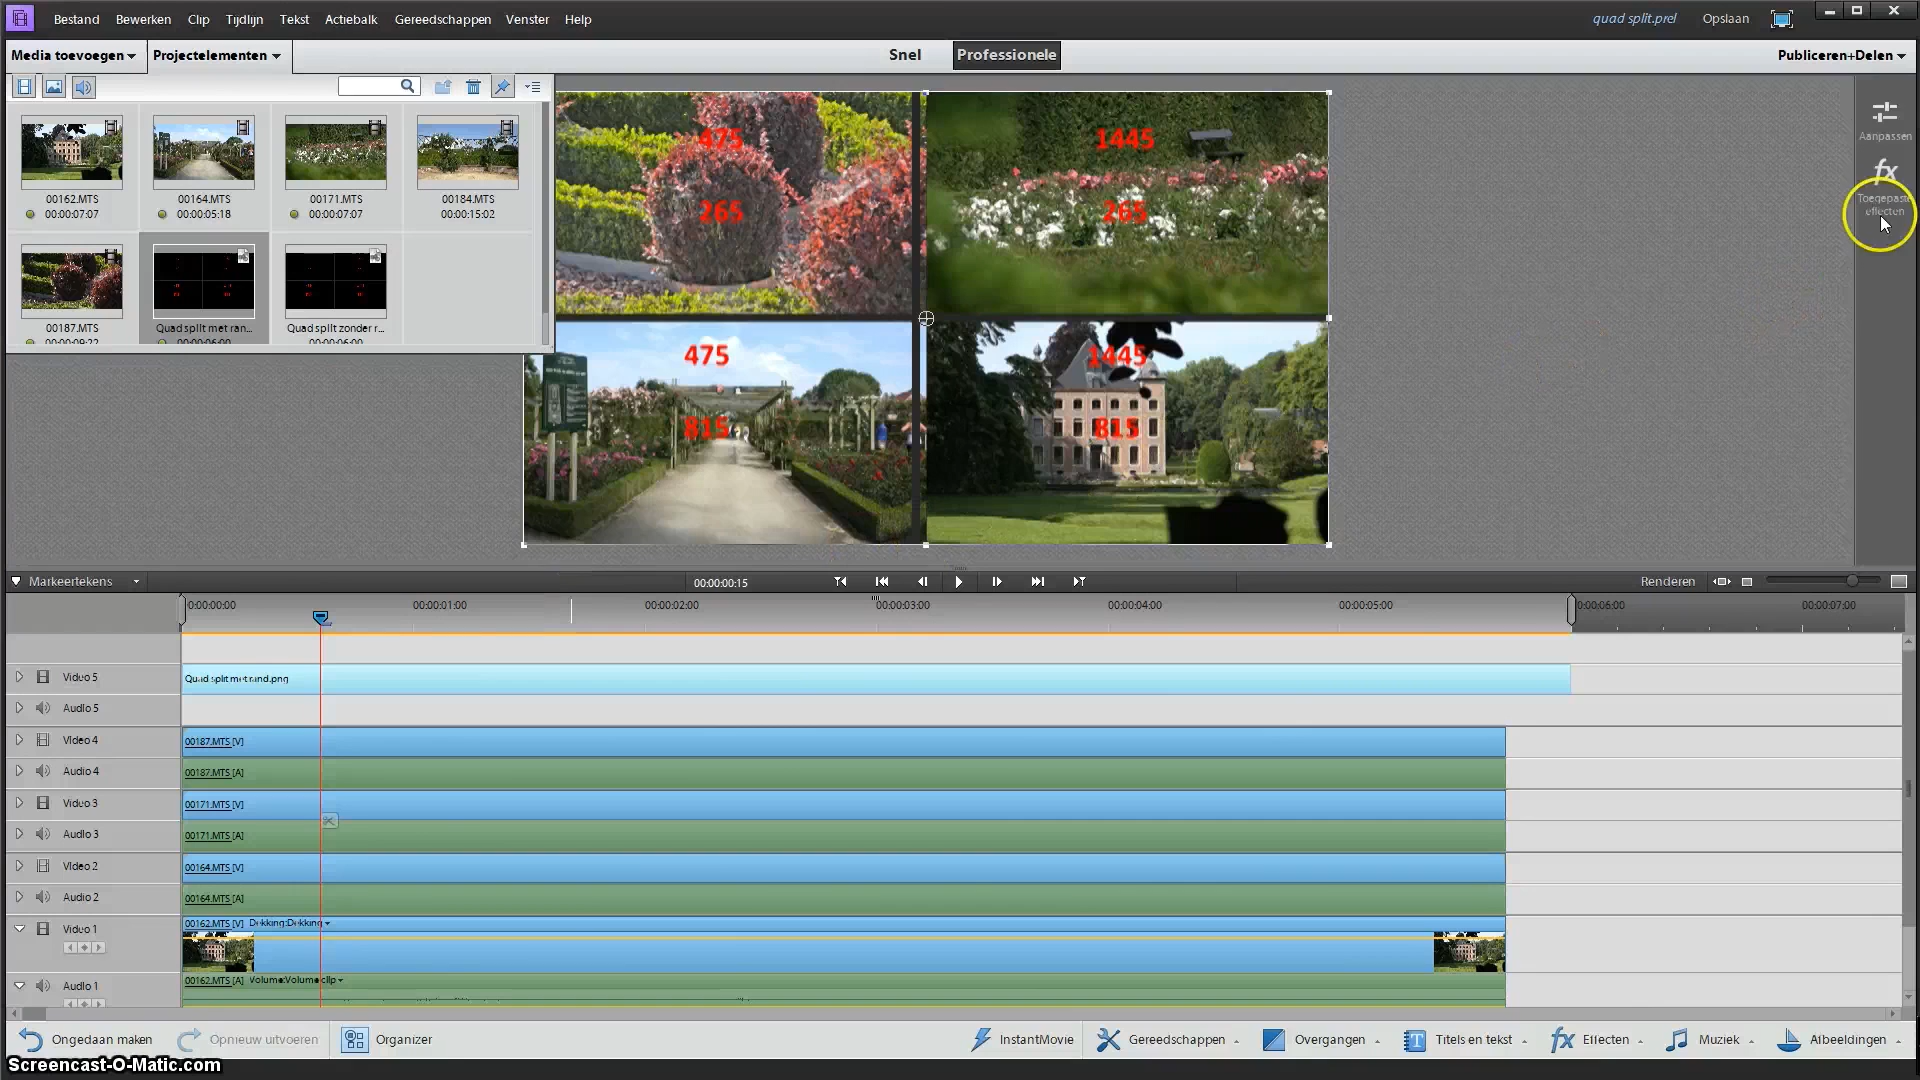 Bestand Bewerken Clip Tijdlijn Tekst Actiebalk Gereedschappen Venster Help quad split.prel Opslaan
Media toevoegen Projectelementen Snel Professionele Publiceren+Delen
00162.MTS 00164.MTS 00171.MTS 00184.MTS
00:00:07:07 00:00:05:18 00:00:07:07 00:00:15:02
00187.MTS Quad split met ran... Quad split zonder r...
00:00:09:22 00:00:06:00 00:00:06:00
475
265
1445
265
475
815
1445
815
Aanpassen
fx
Toegepaste
effecten
Markeertekens 00:00:00:15 Renderen
0:00:00:00 00:00:01:00 00:00:02:00 00:00:03:00 00:00:04:00 00:00:05:00 0:00:06:00 00:00:07:00
Video 5 Quad split met rand.png
Audio 5
Video 4 00187.MTS [V]
Audio 4 00187.MTS [A]
Video 3 00171.MTS [V]
Audio 3 00171.MTS [A]
Video 2 00164.MTS [V]
Audio 2 00164.MTS [A]
Video 1 00162.MTS [V] Dekking:Dekking
Audio 1 00162.MTS [A] Volume:Volume clip
Ongedaan maken Opnieuw uitvoeren Organizer InstantMovie Gereedschappen Overgangen Titels en tekst fx Effecten Muziek Afbeeldingen
Screencast-O-Matic.com